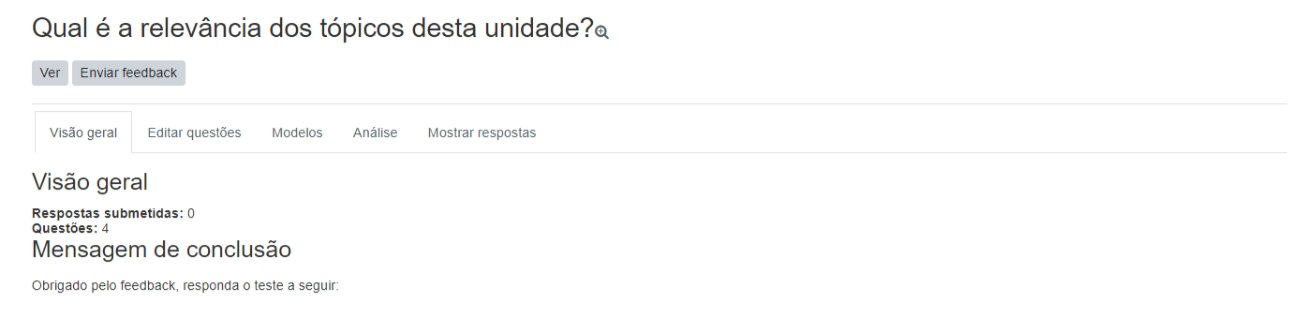 Qual é a relevância dos tópicos desta unidade?
Ver Enviar feedback
Visão geral Editar questões Modelos Análise Mostrar respostas
Visão geral
Respostas submetidas: 0
Questões: 4
Mensagem de conclusão
Obrigado pelo feedback, responda o teste a seguir: